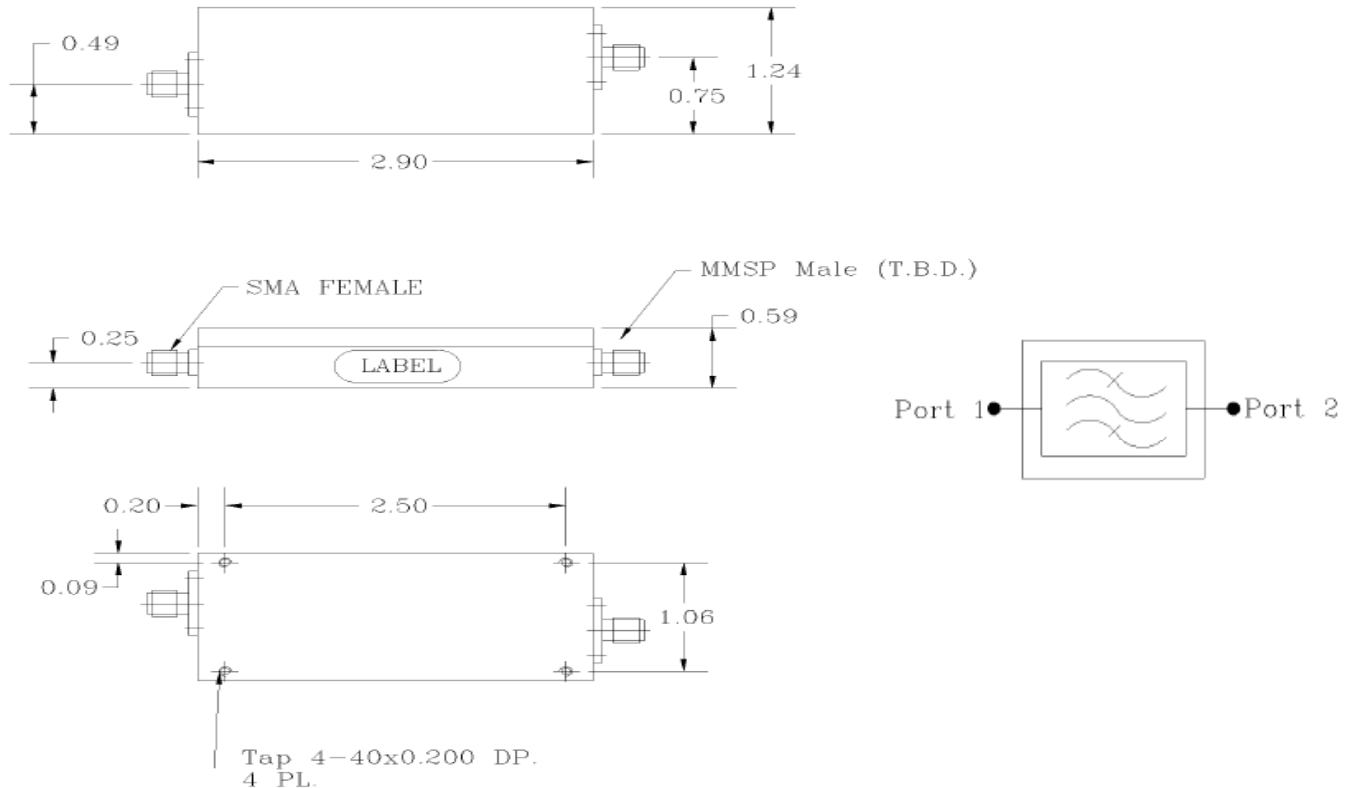 0.49
1.24
0.75
2.90
MMSP Male (T.B.D.)
SMA FEMALE
0.59
0.25
LABEL
Port 1
Port 2
0.20
2.50
0.09
1.06
Tap 4-40x0.200 DP.
4 PL.